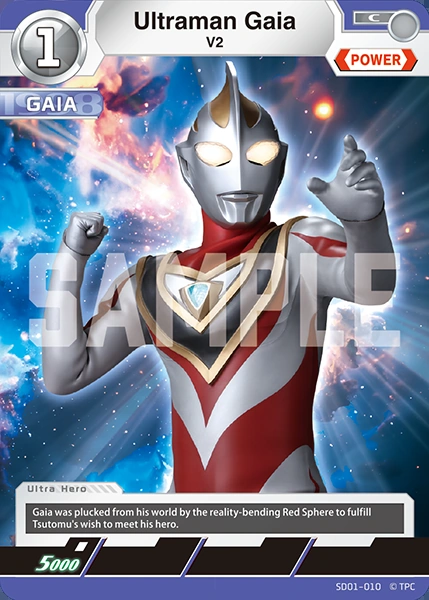 Ultraman Gaia
C
1
V2
POWER
1998
GAIA
SAMPLE
Ultra Hero
Gaia was plucked from his world by the reality-bending Red Sphere to fulfill
Tsutomu's wish to meet his hero.
5000
SD01-010 © TPC